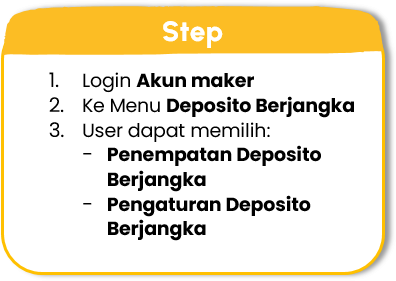 Step
1. Login Akun maker
2. Ke Menu Deposito Berjangka
3. User dapat memilih:
- Penempatan Deposito
Berjangka
- Pengaturan Deposito
Berjangka